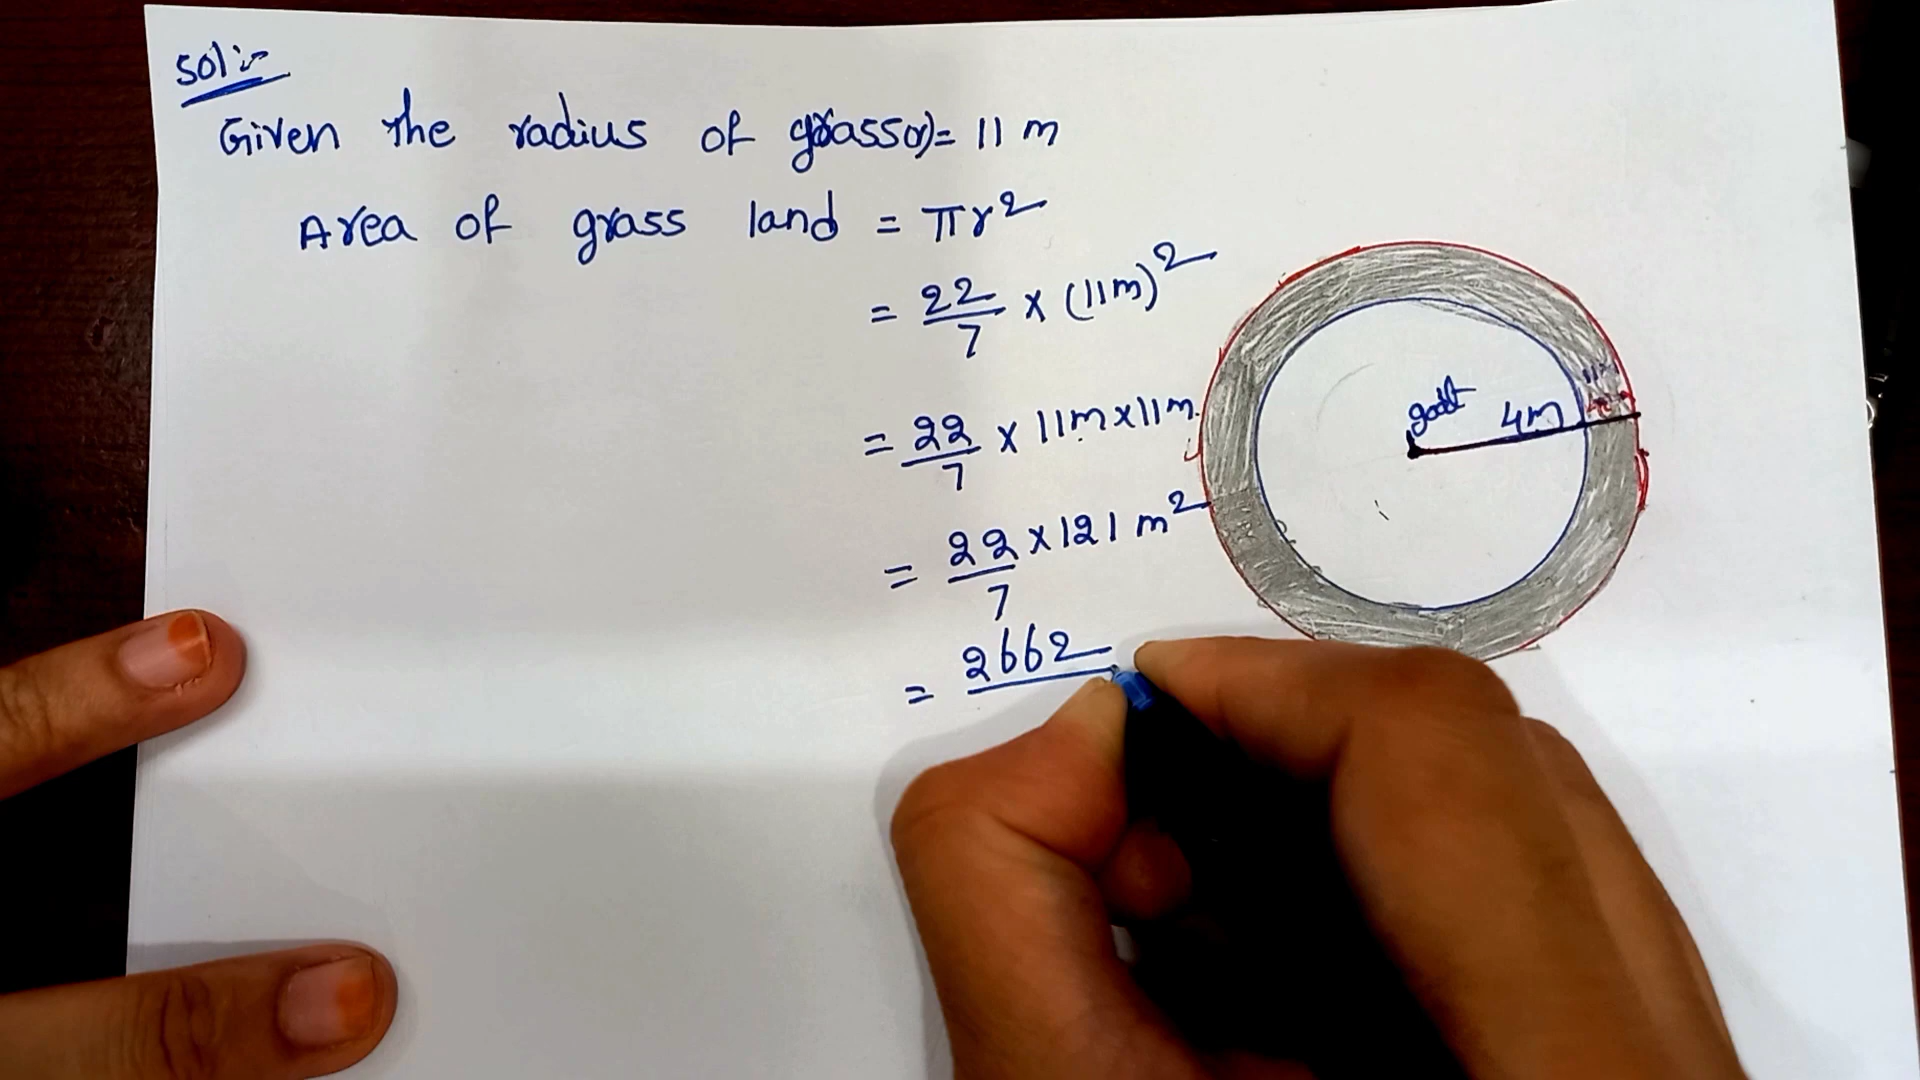 Sol:-
Given the radius of grass(r)= 11 m
Area of grass land = πr²
= 22/7 × (11m)²
= 22/7 × 11m×11m
= 22/7 ×121 m²
= 2662
4m